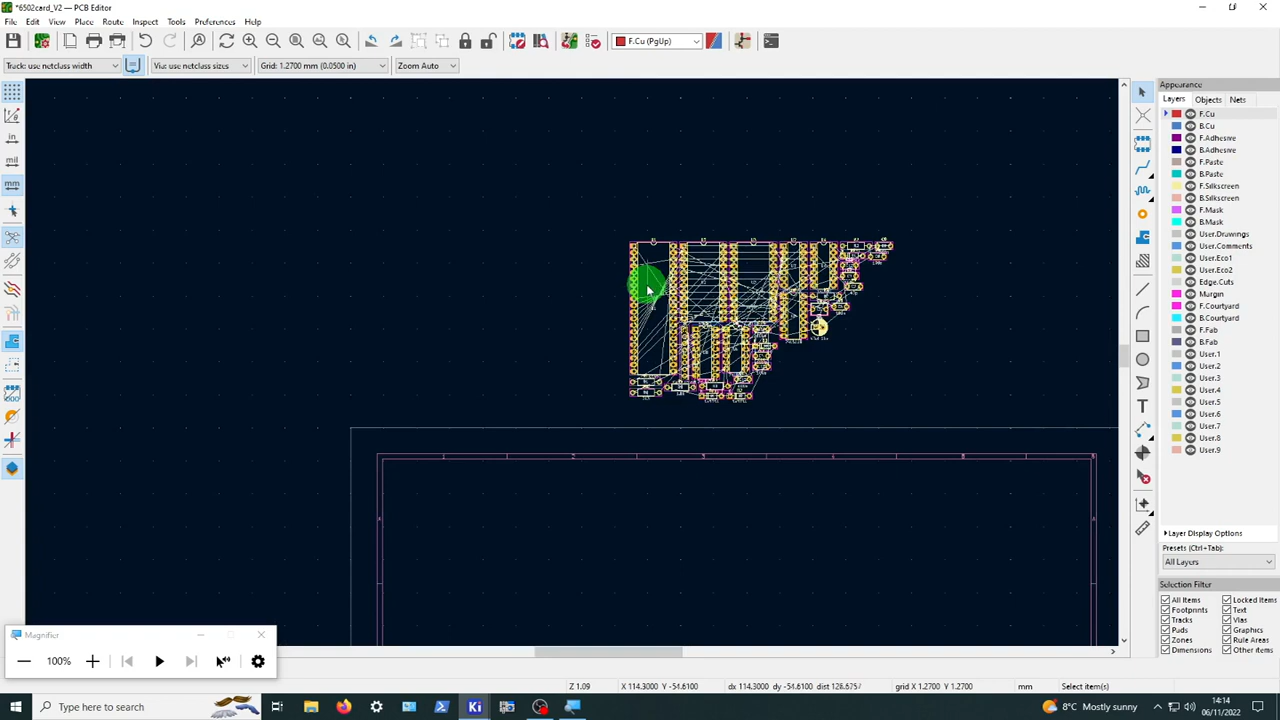 *6502card_V2 — PCB Editor
File Edit View Place Route Inspect Tools Preferences Help
F.Cu (PgUp)
Track: use netclass width Via: use netclass sizes Grid: 1.2700 mm (0.0500 in) Zoom Auto
in
mil
mm
Appearance
Layers Objects Nets
F.Cu
B.Cu
F.Adhesive
B.Adhesive
F.Paste
B.Paste
F.Silkscreen
B.Silkscreen
F.Mask
B.Mask
User.Drawings
User.Comments
User.Eco1
User.Eco2
Edge.Cuts
Margin
F.Courtyard
B.Courtyard
F.Fab
B.Fab
User.1
User.2
User.3
User.4
User.5
User.6
User.7
User.8
User.9
Layer Display Options
Presets (Ctrl+Tab):
All Layers
Selection Filter
All Items Locked Items
Footprints Text
Tracks Vias
Pads Graphics
Zones Rule Areas
Dimensions Other items
Magnifier
100%
Z 1.09 X 114.3000 Y -54.6100 dx 114.3000 dy -54.6100 dist 126.6757 grid X 1.2700 Y 1.2700 mm Select item(s)
Type here to search
Ki
8°C Mostly sunny
14:14
06/11/2022